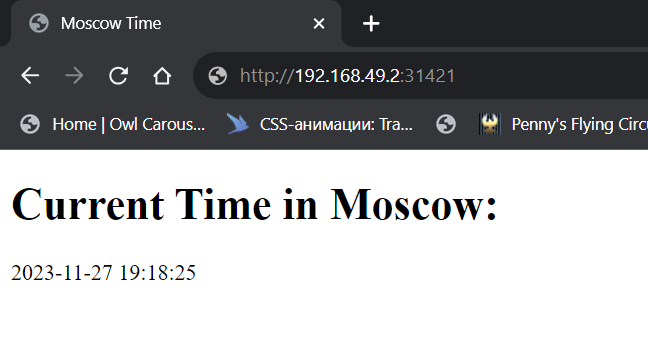 Moscow Time
http://192.168.49.2:31421
Home | Owl Carous... CSS-анимации: Tra... Penny's Flying Circu
Current Time in Moscow:
2023-11-27 19:18:25